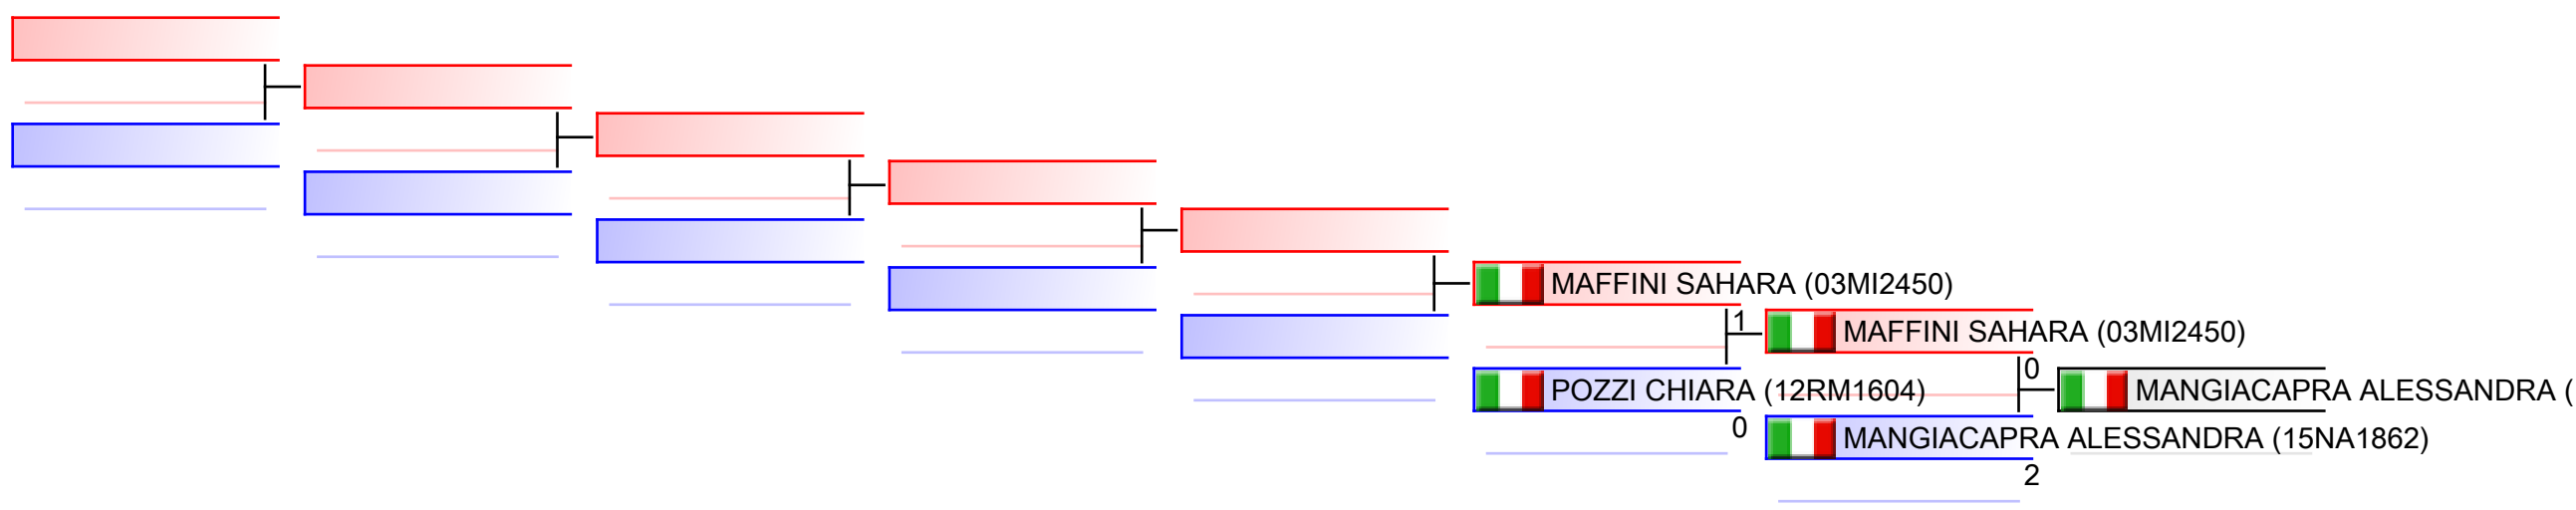 MAFFINI SAHARA (03MI2450)
1
MAFFINI SAHARA (03MI2450)
0
POZZI CHIARA (12RM1604)
MANGIACAPRA ALESSANDRA (
0
MANGIACAPRA ALESSANDRA (15NA1862)
2